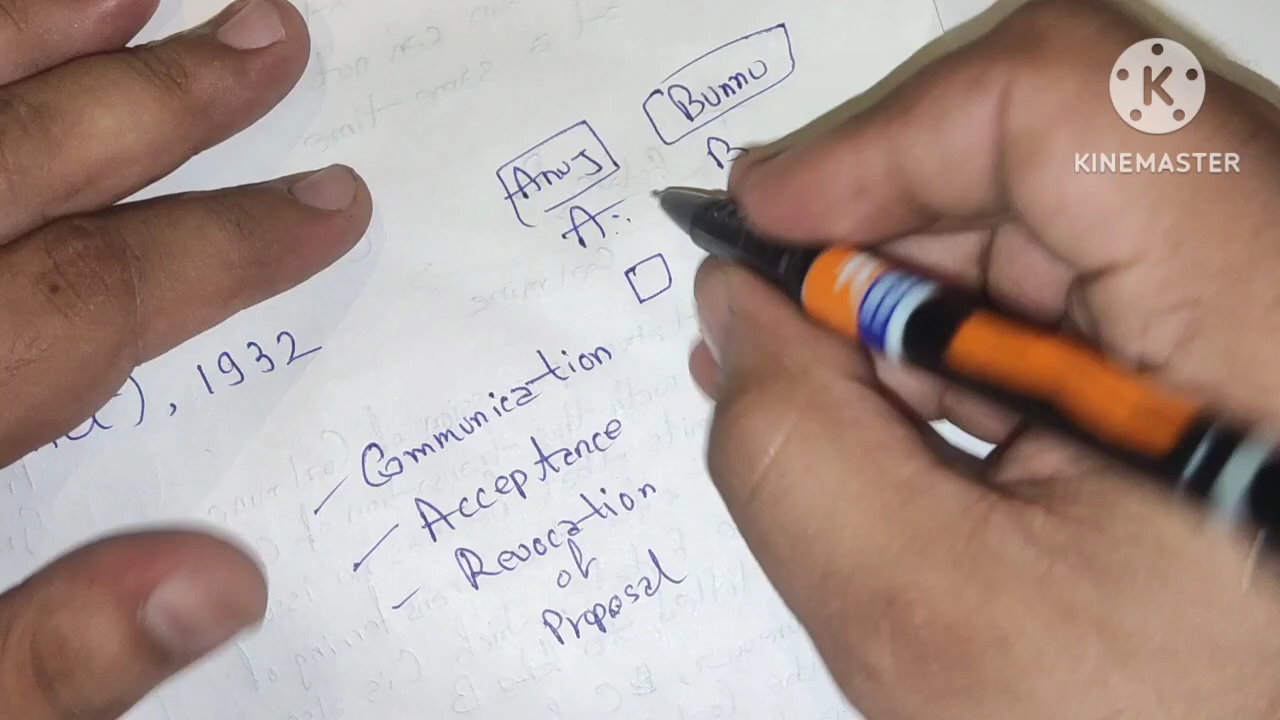 Bunnu
B
Anuj
A:
, 1932
Communication
Acceptance
Revocation
of
Proposal
K
KINEMASTER